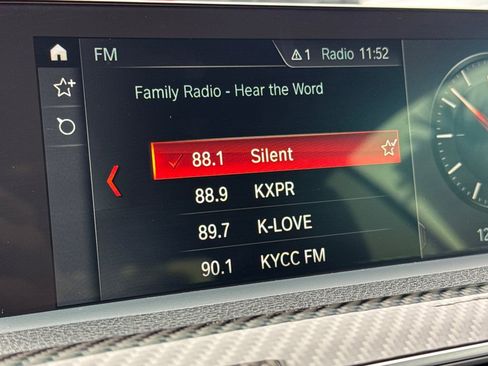 FM
1 Radio 11:52
Family Radio - Hear the Word
88.1 Silent
88.9 KXPR
89.7 K-LOVE
90.1 KYCC FM